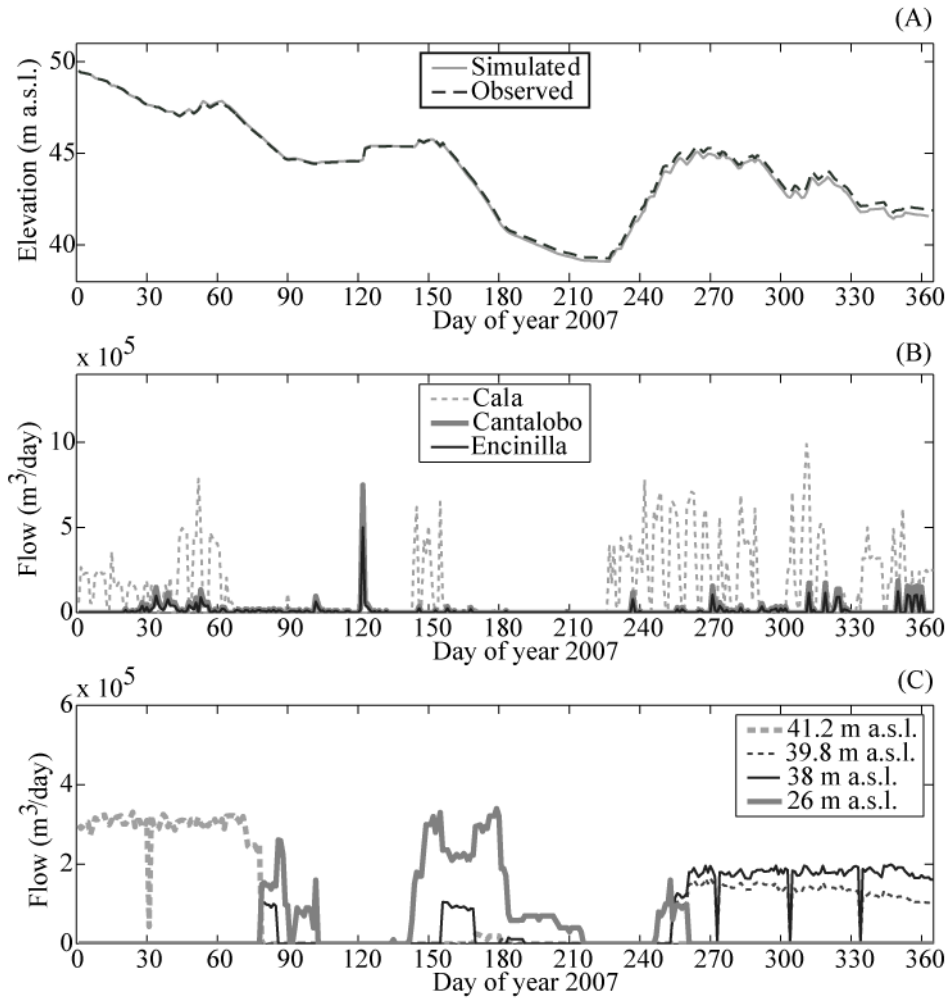 (A)
50
45
40
Elevation (m a.s.l.)
Simulated
Observed
0 30 60 90 120 150 180 210 240 270 300 330 360
Day of year 2007
x 10^5
(B)
10
5
0
Flow (m^3/day)
Cala
Cantalobo
Encinilla
0 30 60 90 120 150 180 210 240 270 300 330 360
Day of year 2007
x 10^5
(C)
6
4
2
0
Flow (m^3/day)
41.2 m a.s.l.
39.8 m a.s.l.
38 m a.s.l.
26 m a.s.l.
0 30 60 90 120 150 180 210 240 270 300 330 360
Day of year 2007